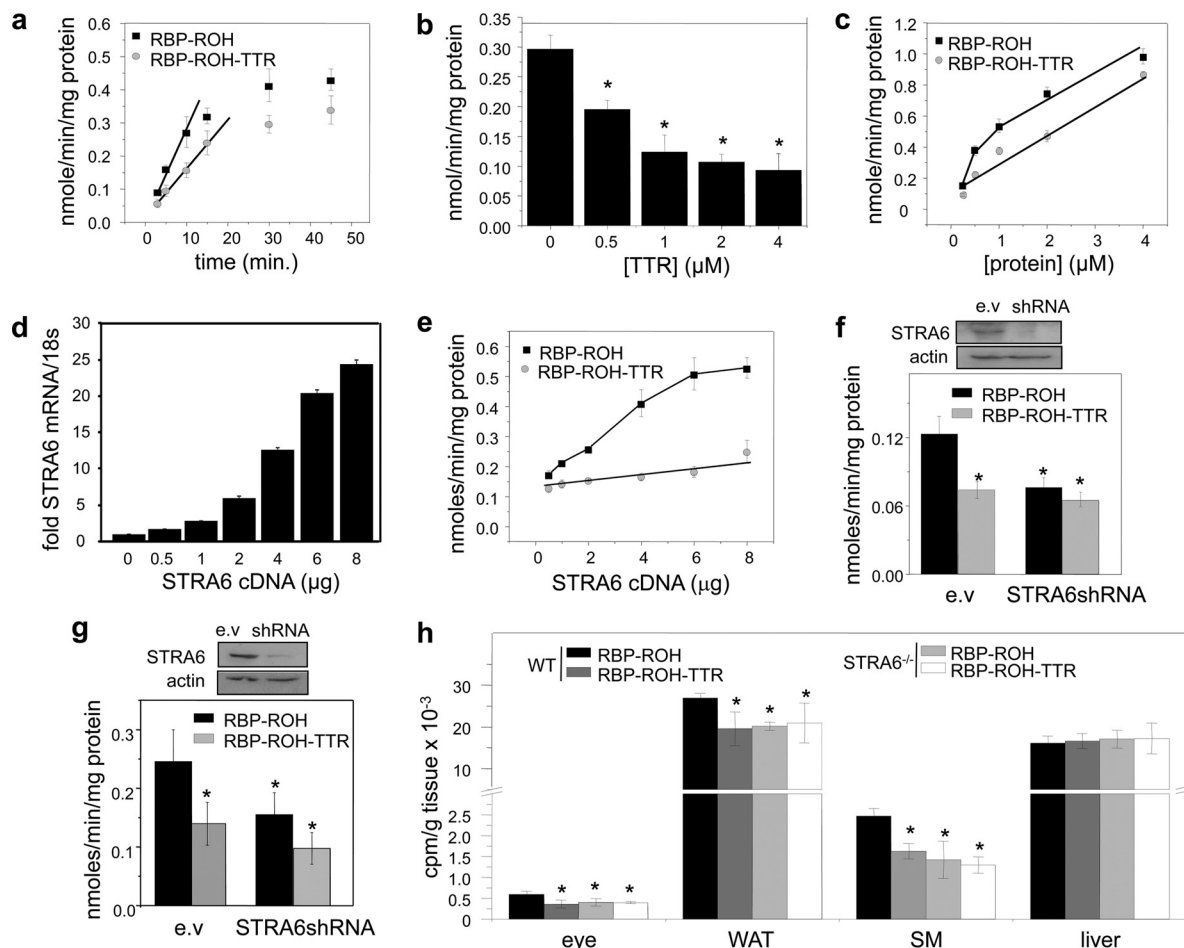 a
RBP-ROH
RBP-ROH-TTR
nmole/min/mg protein
0.6
0.5
0.4
0.3
0.2
0.1
0.0
0 10 20 30 40 50
time (min.)
b
nmol/min/mg protein
0.30
0.25
0.20
0.15
0.10
0.05
0.00
* * * *
0 0.5 1 2 4
[TTR] (µM)
c
RBP-ROH
RBP-ROH-TTR
nmole/min/mg protein
1.2
1.0
0.8
0.6
0.4
0.2
0
0 1 2 3 4
[protein] (µM)
d
fold STRA6 mRNA/18s
30
25
20
15
10
5
0
0 0.5 1 2 4 6 8
STRA6 cDNA (µg)
e
RBP-ROH
RBP-ROH-TTR
nmoles/min/mg protein
0.6
0.5
0.4
0.3
0.2
0.1
0.0
0 2 4 6 8
STRA6 cDNA (µg)
f
e.v shRNA
STRA6
actin
RBP-ROH
RBP-ROH-TTR
nmoles/min/mg protein
0.12
0.06
0.00
* * *
e.v STRA6shRNA
g
e.v shRNA
STRA6
actin
RBP-ROH
RBP-ROH-TTR
nmoles/min/mg protein
0.3
0.2
0.1
0.0
* * *
e.v STRA6shRNA
h
WT
RBP-ROH
RBP-ROH-TTR
STRA6-/-
RBP-ROH
RBP-ROH-TTR
cpm/g tissue x 10-3
30
20
10
2.5
2.0
1.5
1.0
0.5
0
* * *
* * *
* * *
eye WAT SM liver